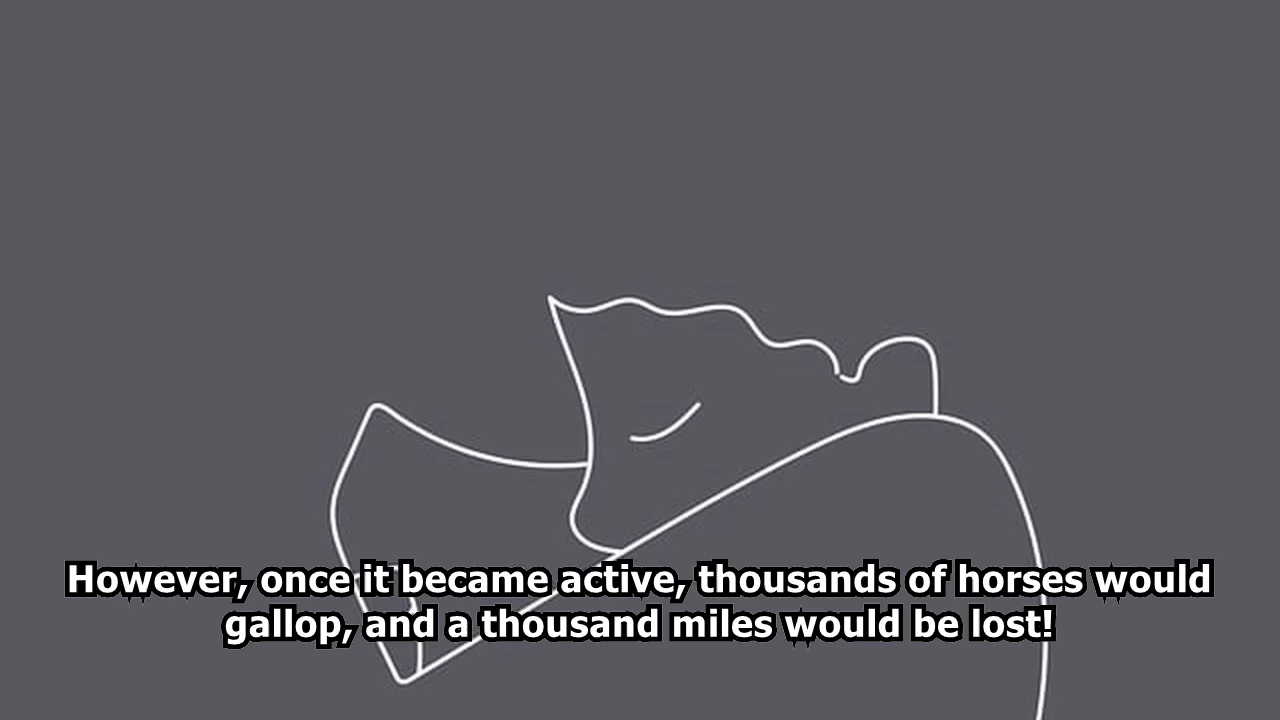 However, once it became active, thousands of horses would
gallop, and a thousand miles would be lost!